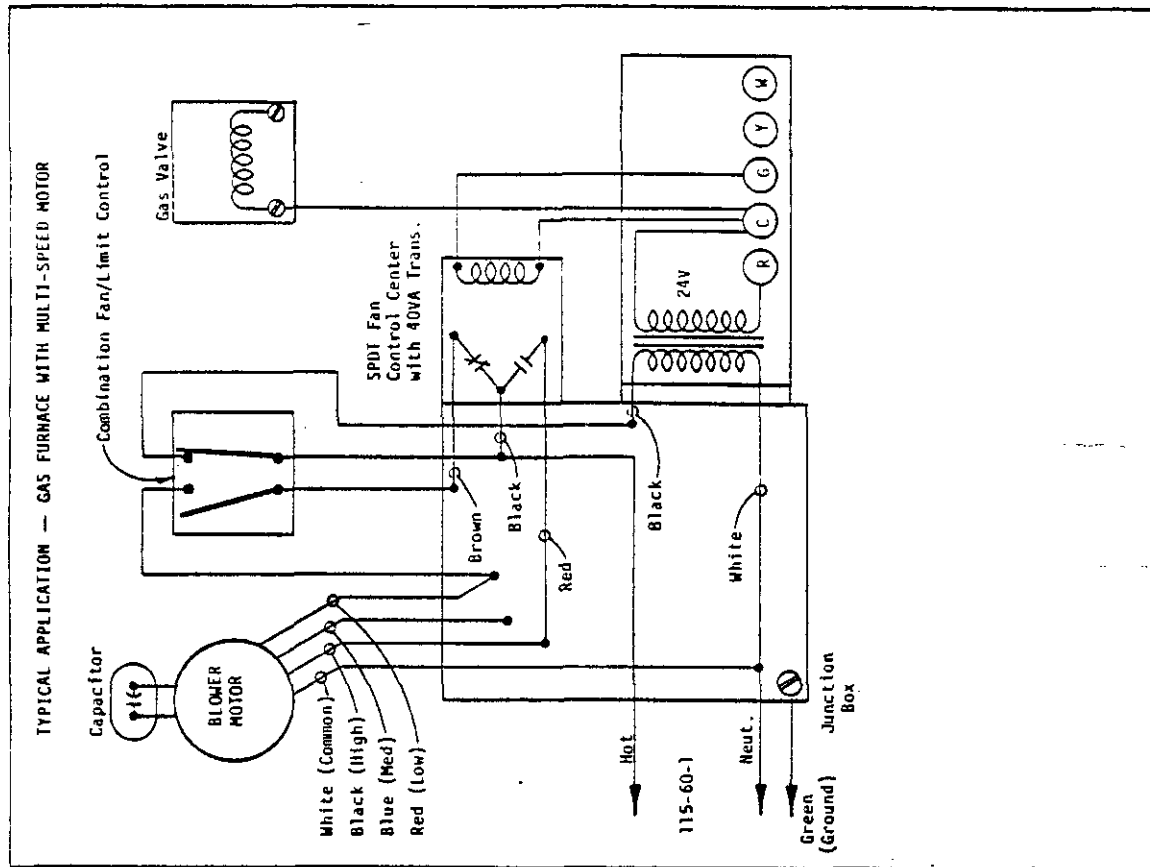 TYPICAL APPLICATION — GAS FURNACE WITH MULTI-SPEED MOTOR
Combination Fan/Limit Control
Gas Valve
Capacitor
BLOWER
MOTOR
White (Common)
Black (High)
Blue (Med)
Red (Low)
SPDT Fan
Control Center
with 40VA Trans.
Brown
Black
Red
Black
White
24V
R
C
G
Y
W
Hot
115-60-1
Neut.
Green
(Ground)
Junction
Box